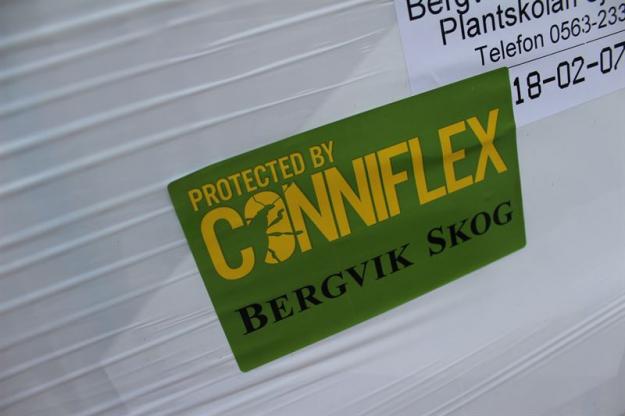 Plantskolan
Telefon 0563-233
18-02-07
PROTECTED BY
CONNIFLEX
BERGVIK SKOG